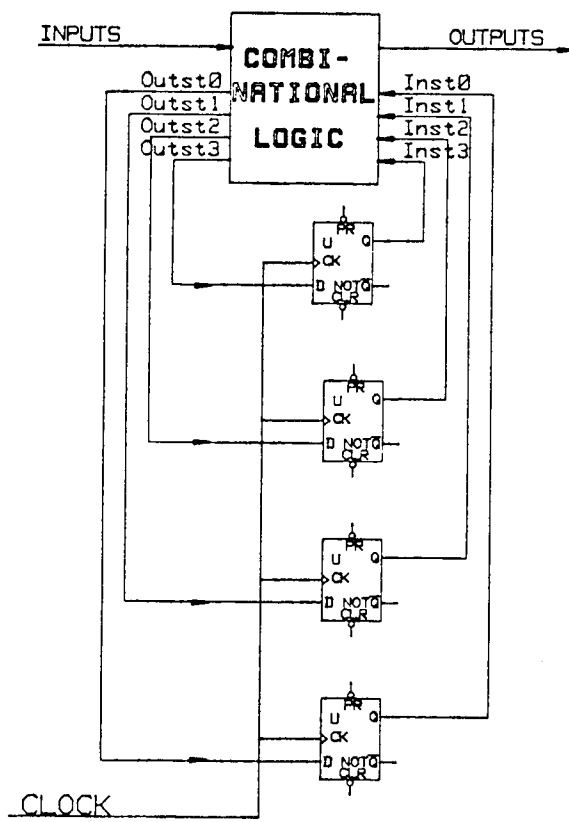 INPUTS
OUTPUTS
COMBI-
NATIONAL
LOGIC
Outst0
Outst1
Outst2
Outst3
Inst0
Inst1
Inst2
Inst3
PR
U
Q
CK
D
NOTQ
CLR
PR
U
Q
CK
D
NOTQ
CLR
PR
U
Q
CK
D
NOTQ
CLR
PR
U
Q
CK
D
NOTQ
CLR
CLOCK